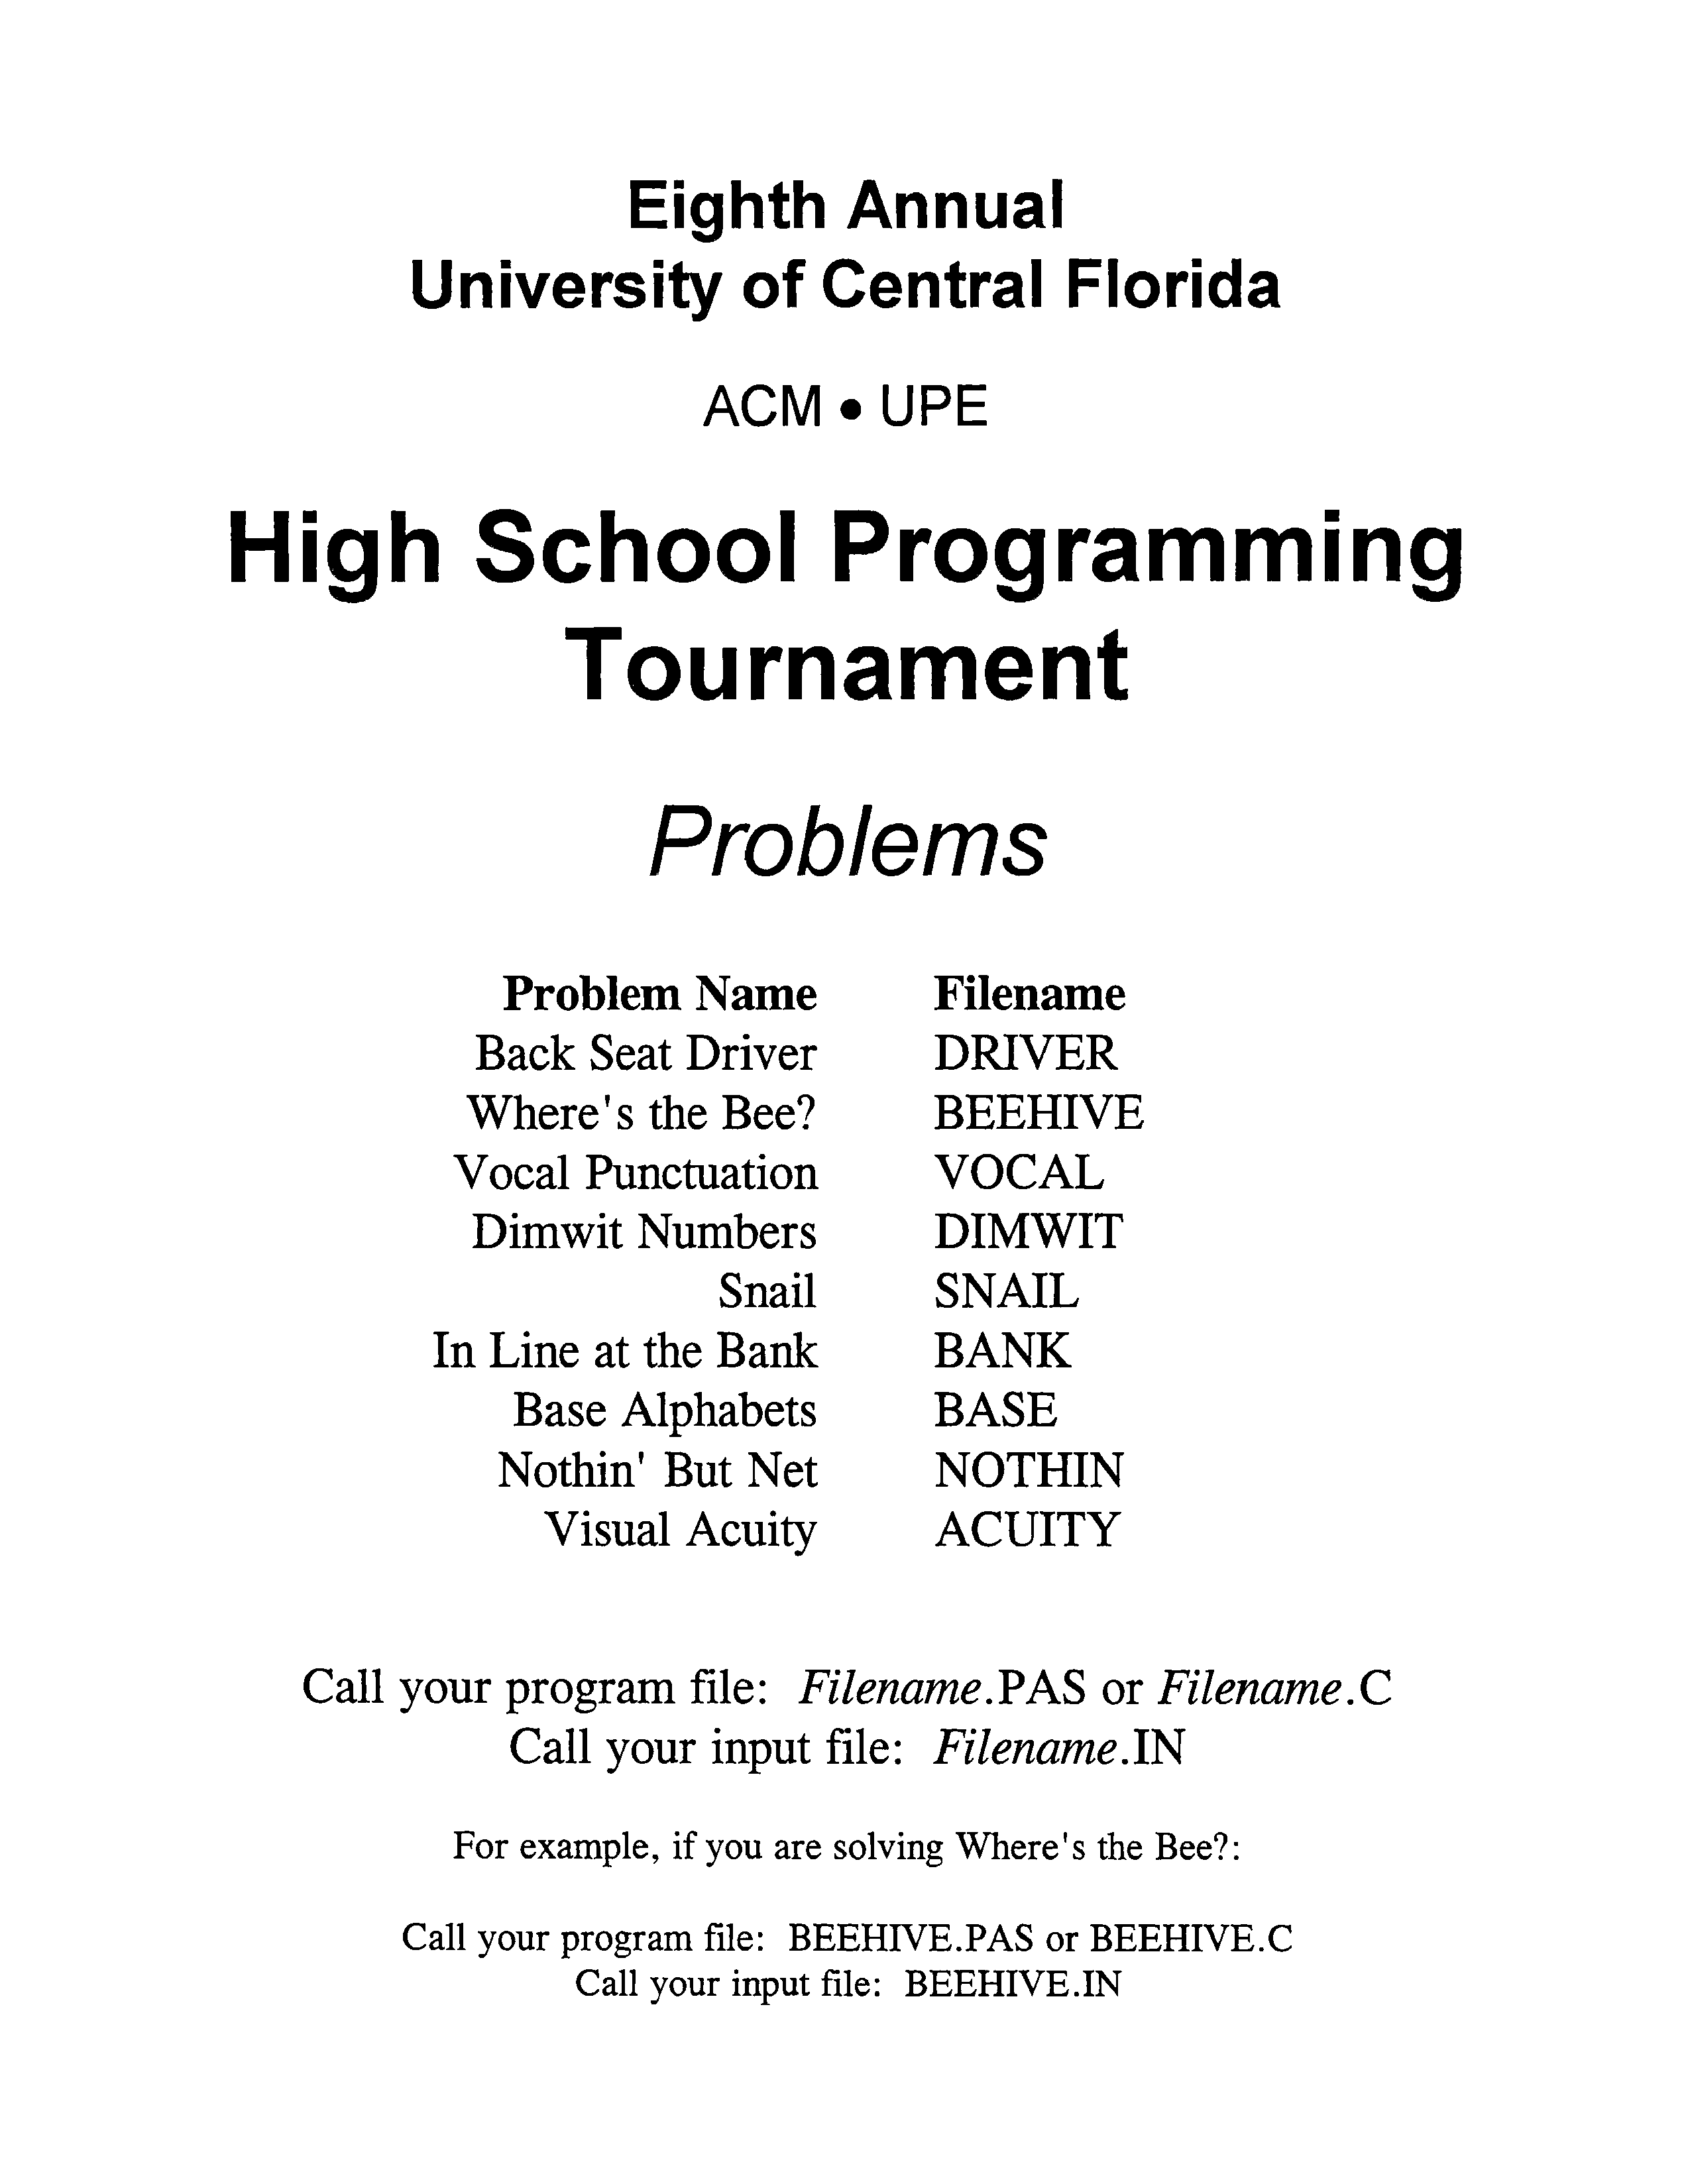 Eighth Annual
University of Central Florida
ACM • UPE
High School Programming
Tournament
Problems
Problem Name Filename
Back Seat Driver DRIVER
Where's the Bee? BEEHIVE
Vocal Punctuation VOCAL
Dimwit Numbers DIMWIT
Snail SNAIL
In Line at the Bank BANK
Base Alphabets BASE
Nothin' But Net NOTHIN
Visual Acuity ACUITY
Call your program file: Filename.PAS or Filename.C
Call your input file: Filename.IN
For example, if you are solving Where's the Bee?:
Call your program file: BEEHIVE.PAS or BEEHIVE.C
Call your input file: BEEHIVE.IN